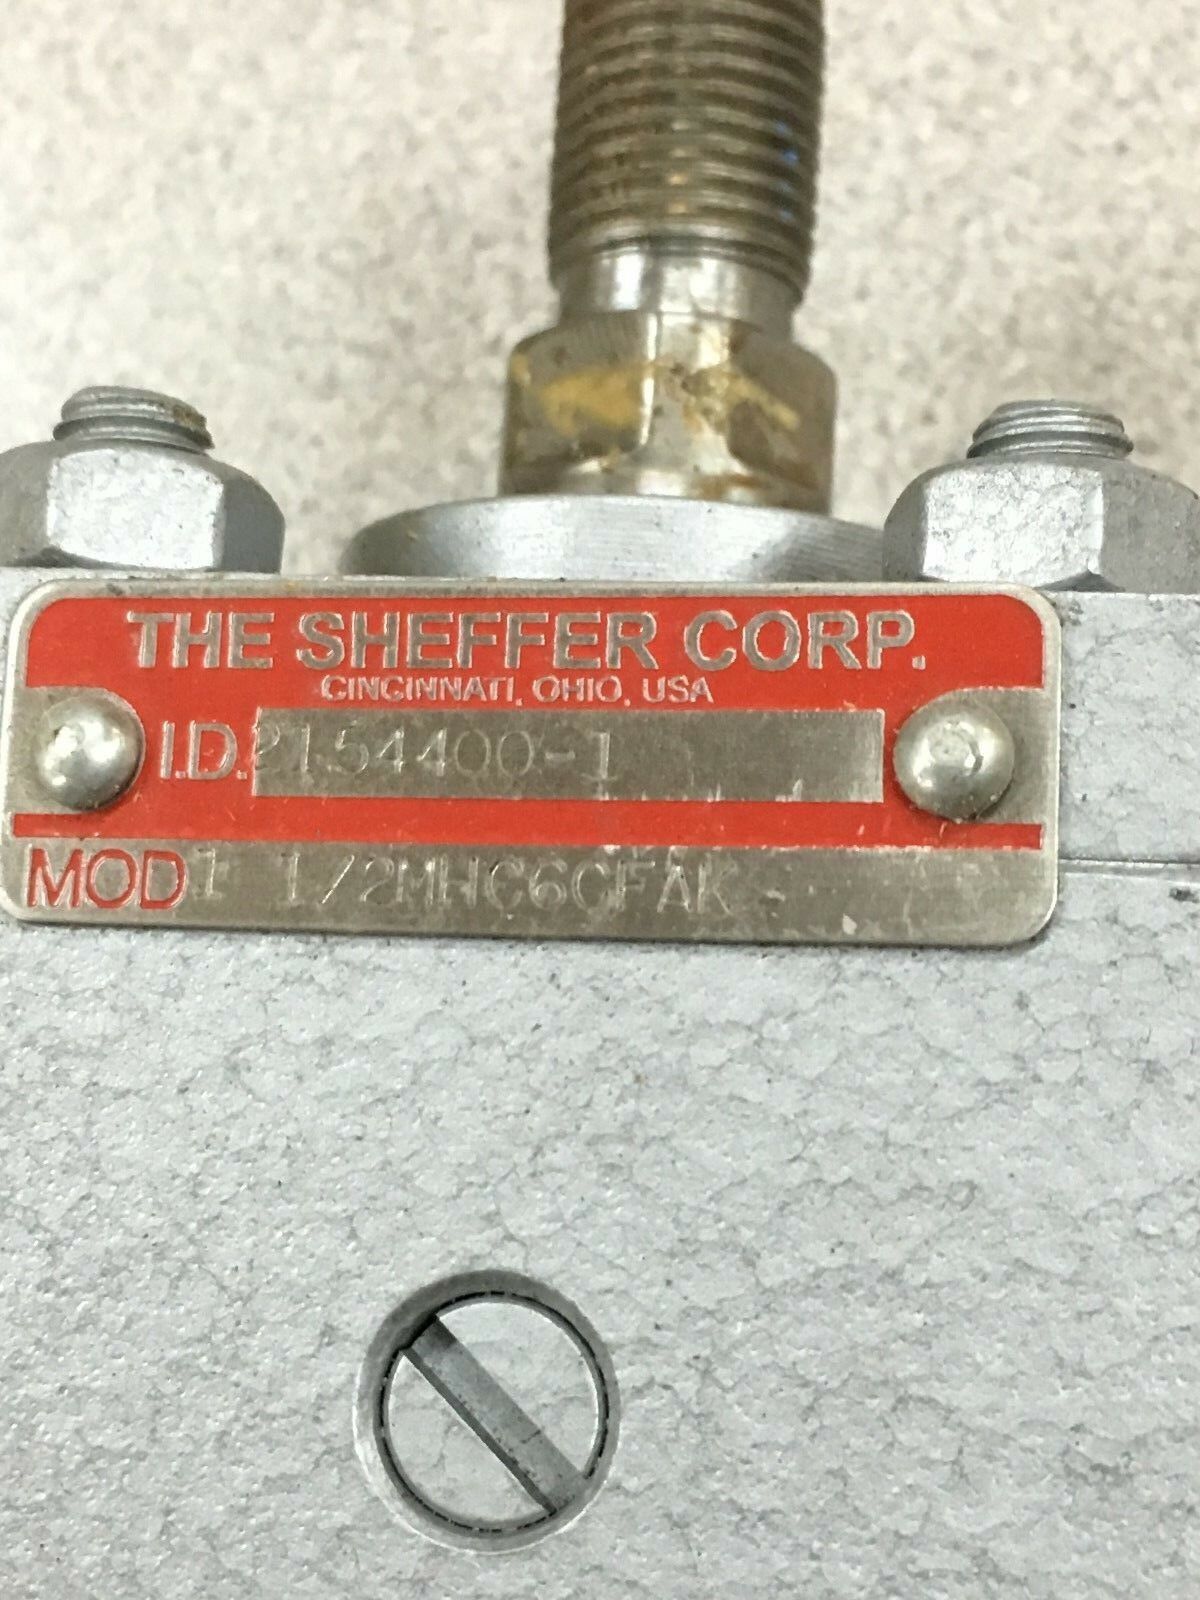 THE SHEFFER CORP.
CINCINNATI, OHIO, USA
I.D. 2154400-1
MOD 1 1/2MHC6CFAK -